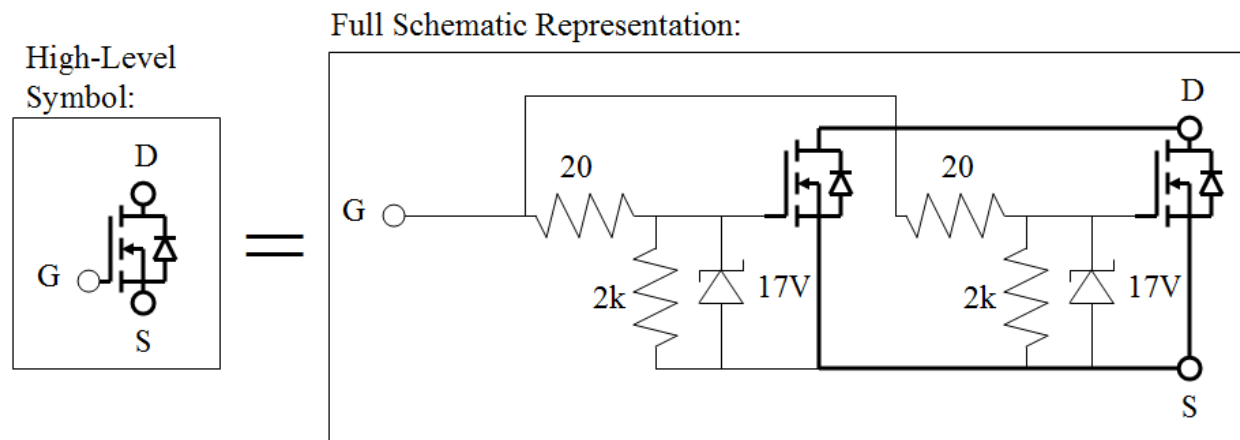 Full Schematic Representation:
High-Level
Symbol:
D
G
S
D
20
20
G
2k
17V
2k
17V
S